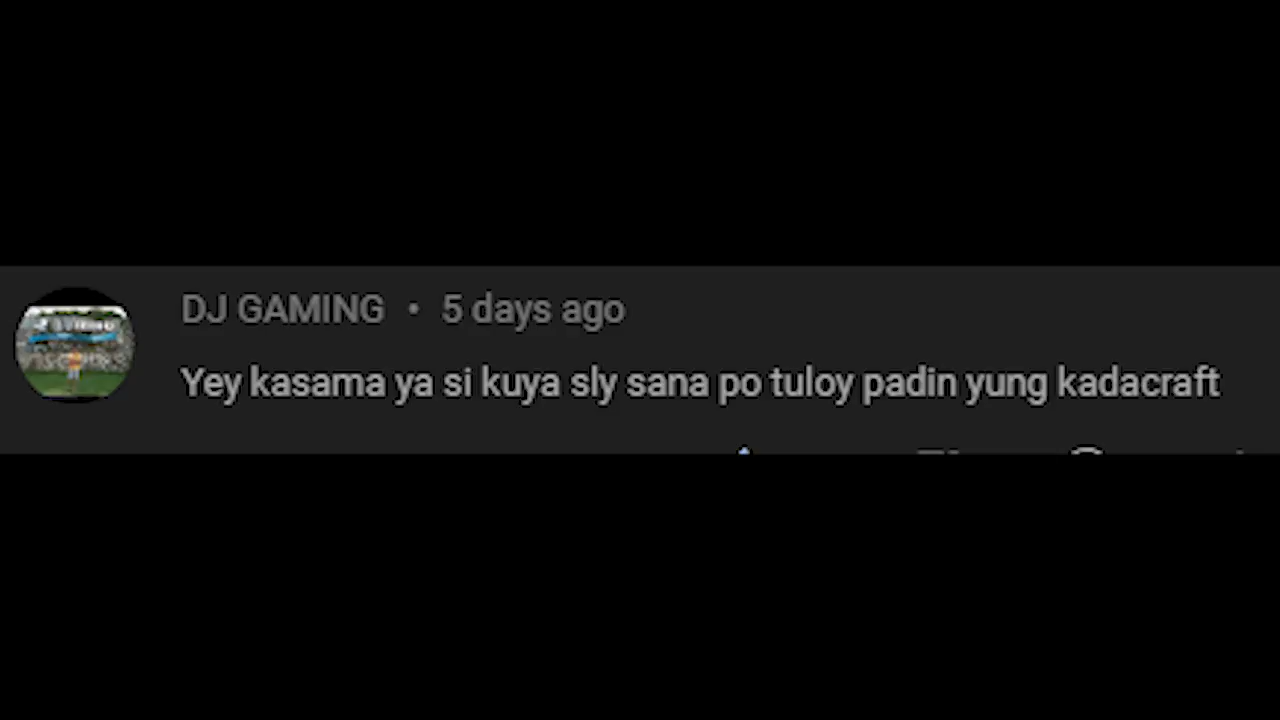 DJ GAMING • 5 days ago
Yey kasama ya si kuya sly sana po tuloy padin yung kadacraft